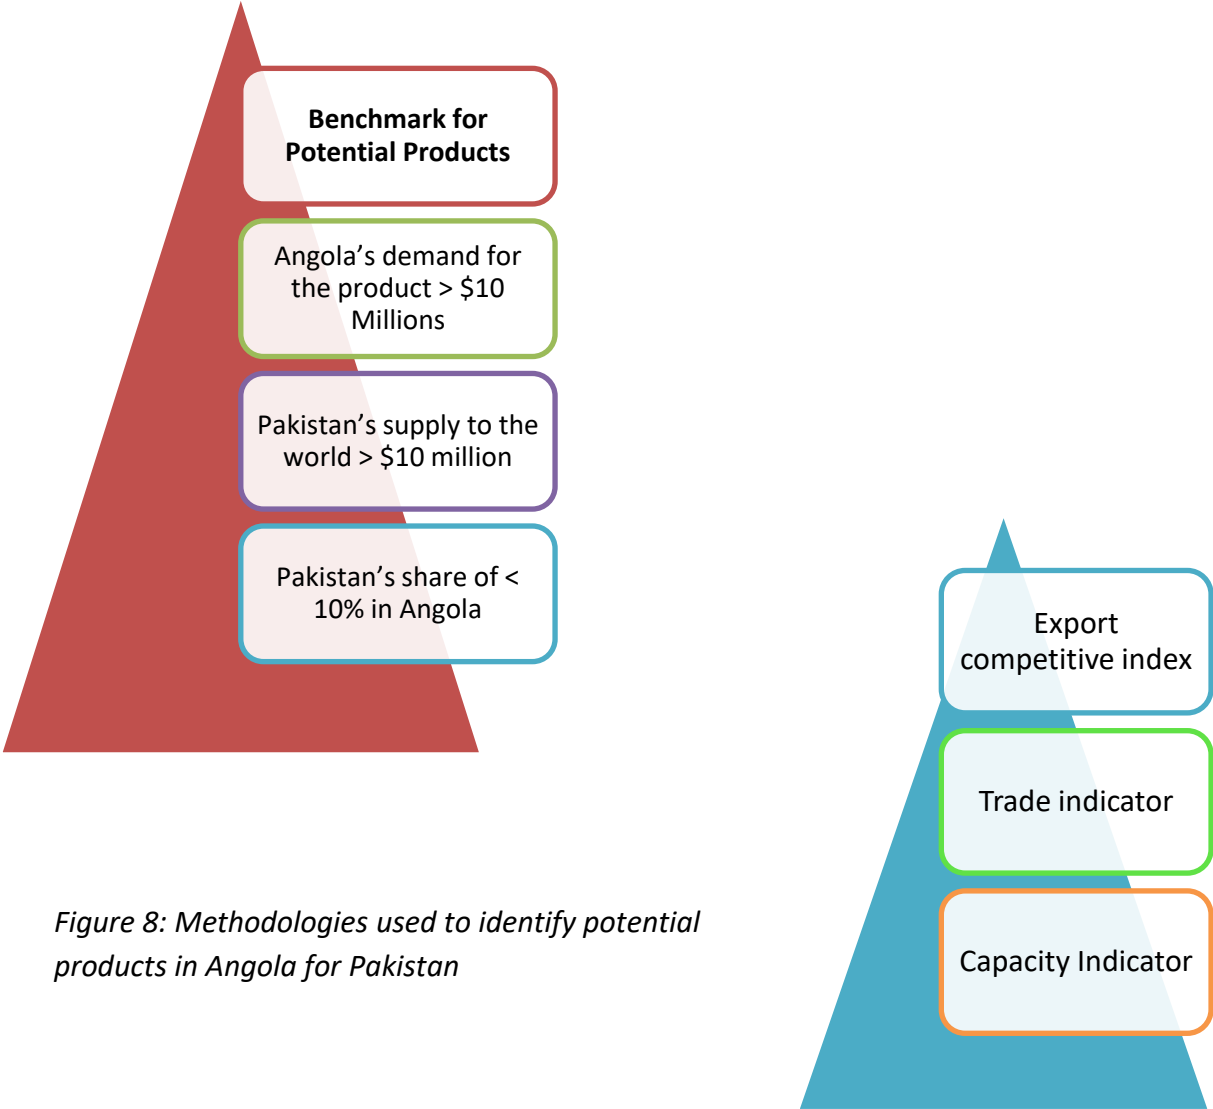 Benchmark for
Potential Products
Angola’s demand for
the product > $10
Millions
Pakistan’s supply to the
world > $10 million
Pakistan’s share of <
10% in Angola
Export
competitive index
Trade indicator
Capacity Indicator
Figure 8: Methodologies used to identify potential
products in Angola for Pakistan